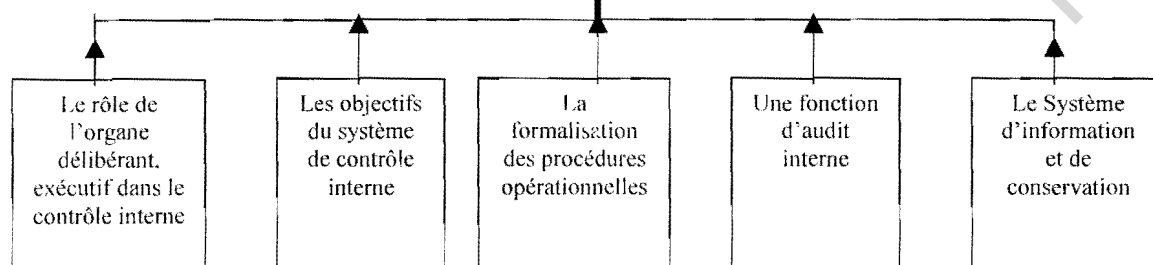 Le rôle de
l'organe
délibérant,
exécutif dans le
contrôle interne
Les objectifs
du système
de contrôle
interne
La
formalisation
des procédures
opérationnelles
Une fonction
d'audit
interne
Le Système
d'information
et de
conservation